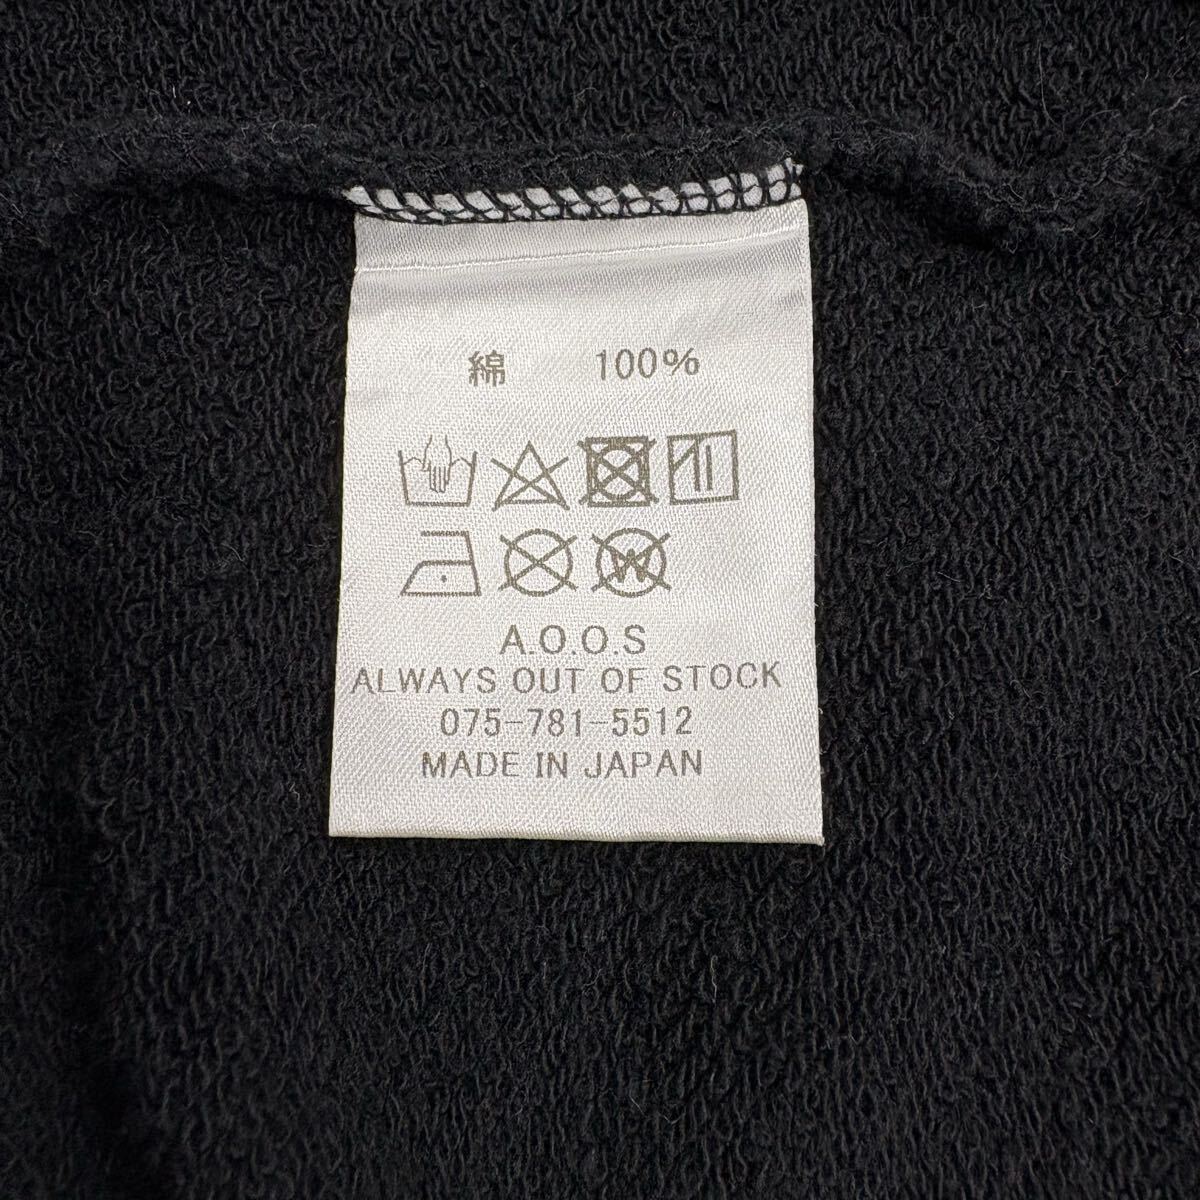 綿 100%
W
A.O.O.S
ALWAYS OUT OF STOCK
075-781-5512
MADE IN JAPAN